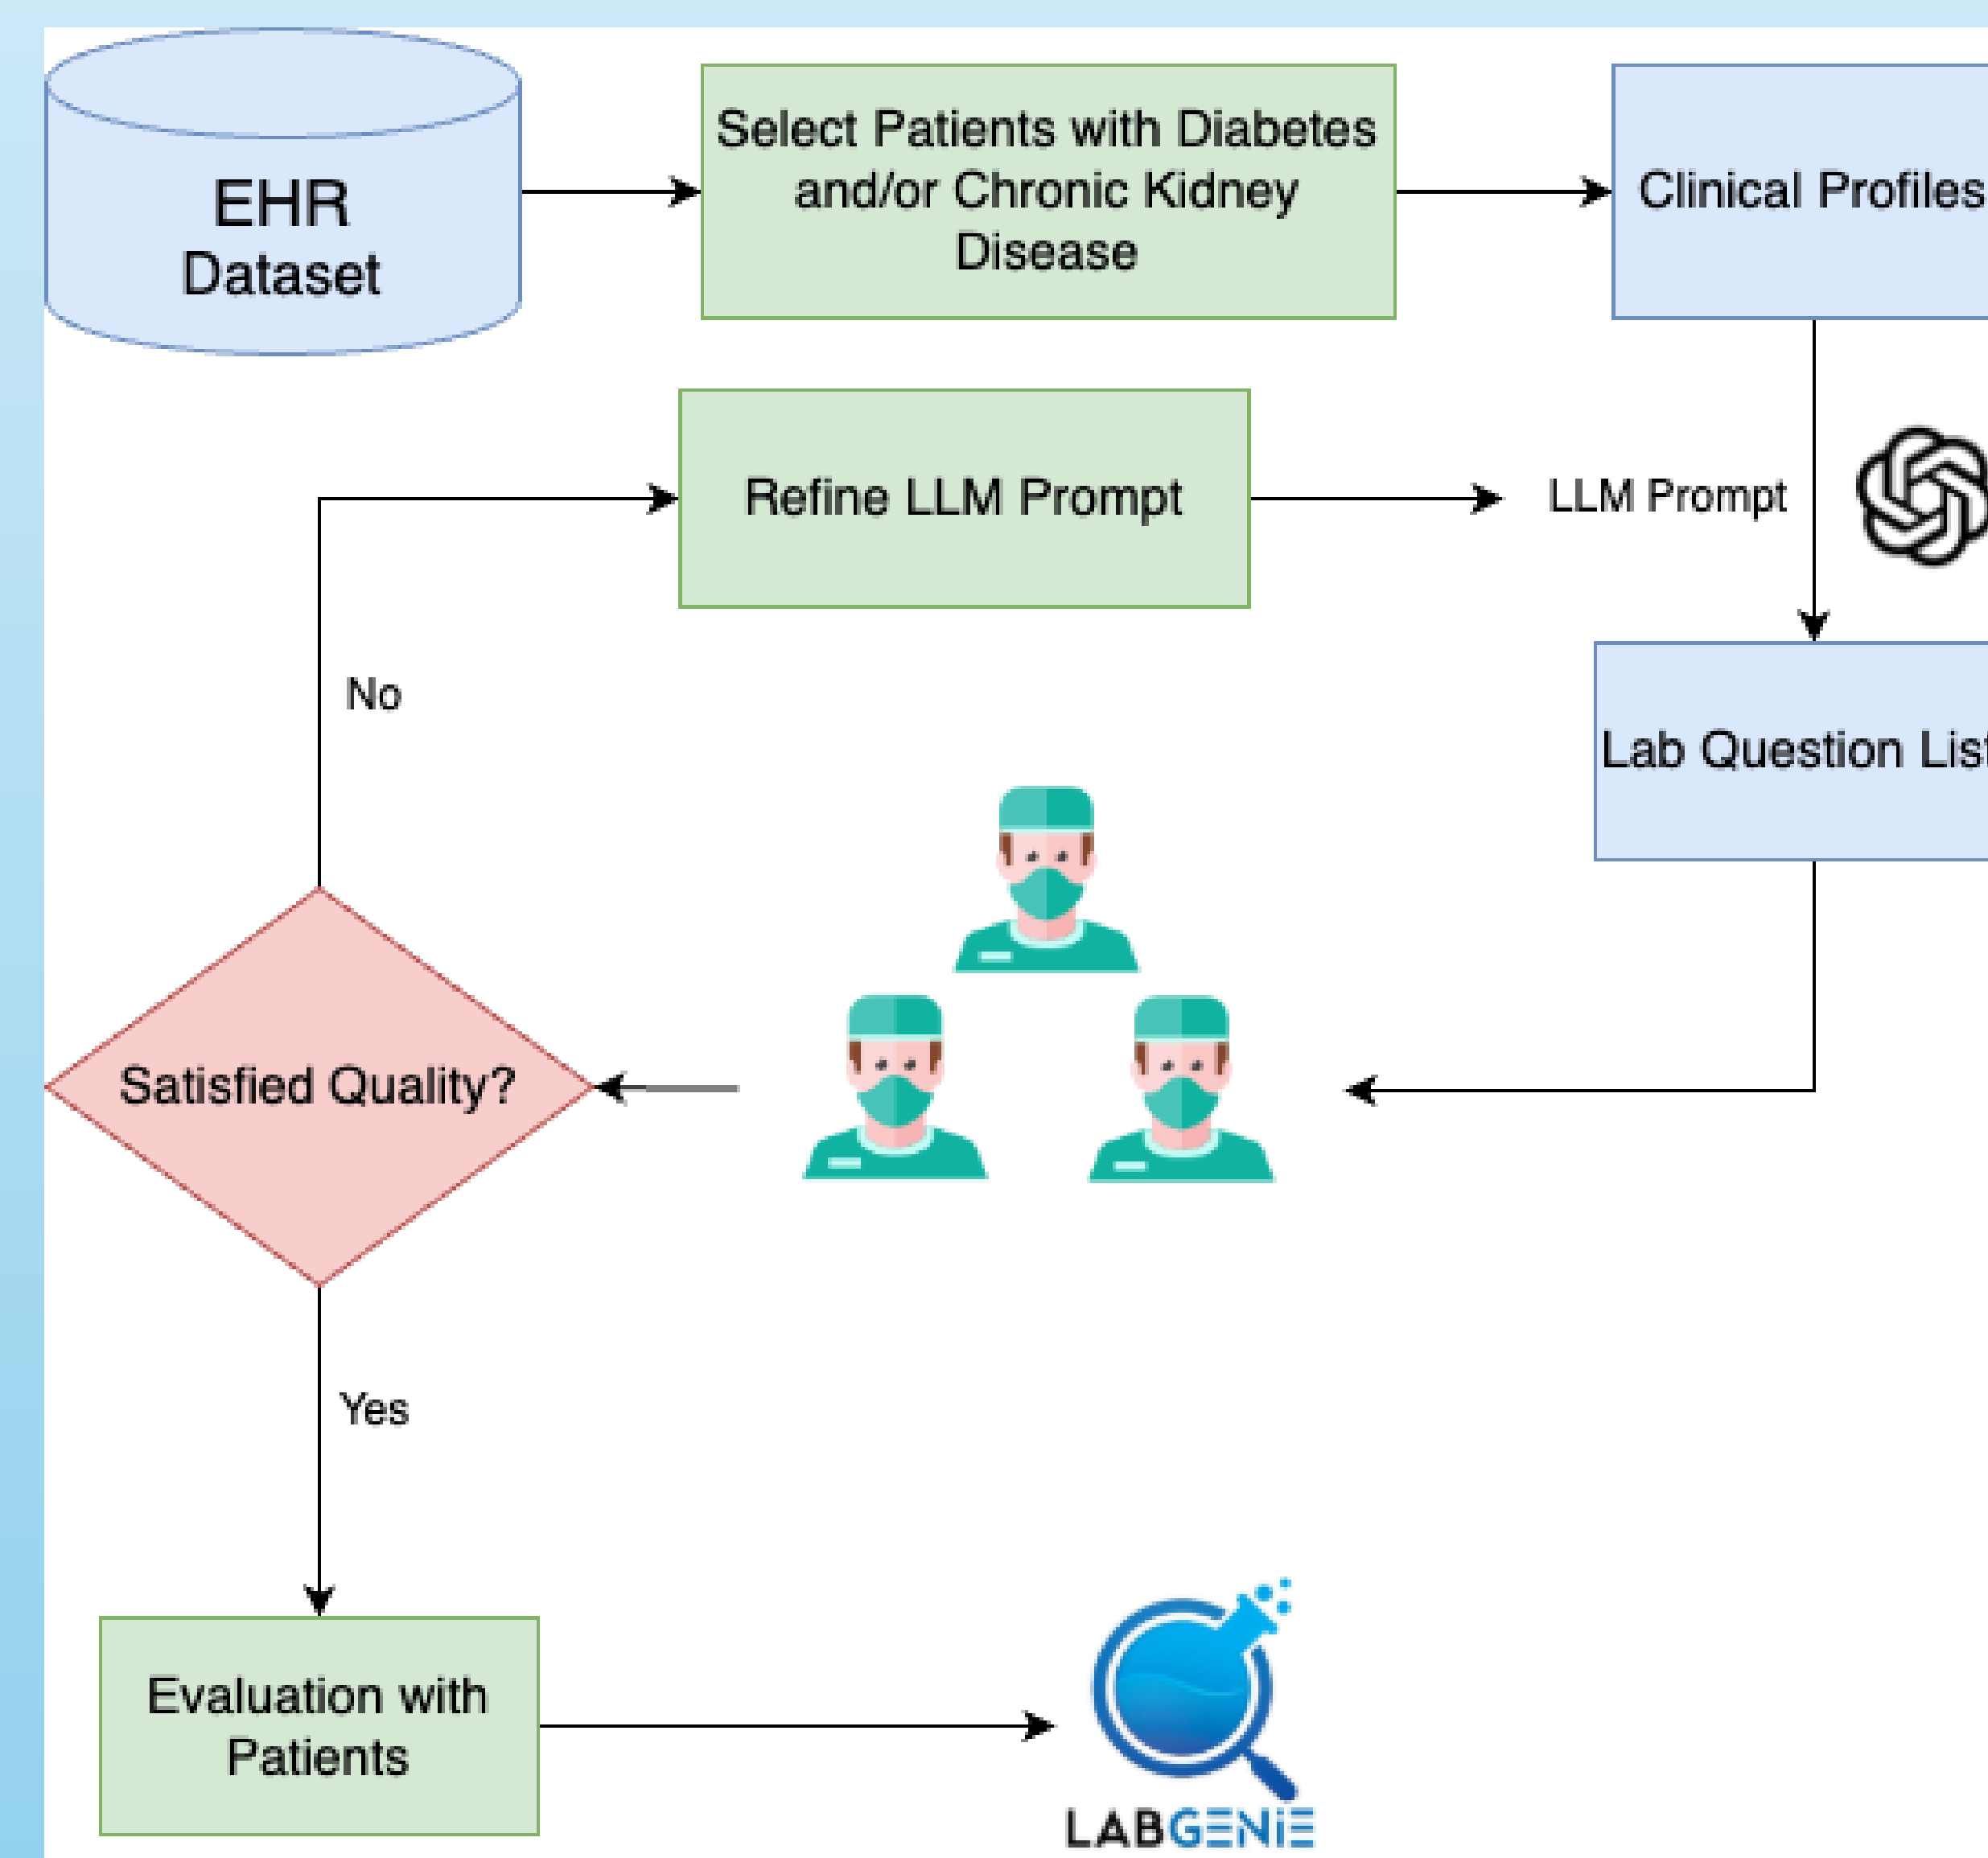 EHR
Dataset
Select Patients with Diabetes
and/or Chronic Kidney
Disease
Clinical Profiles
Refine LLM Prompt
LLM Prompt
No
Lab Question List
Satisfied Quality?
Yes
Evaluation with
Patients
LABGENiE